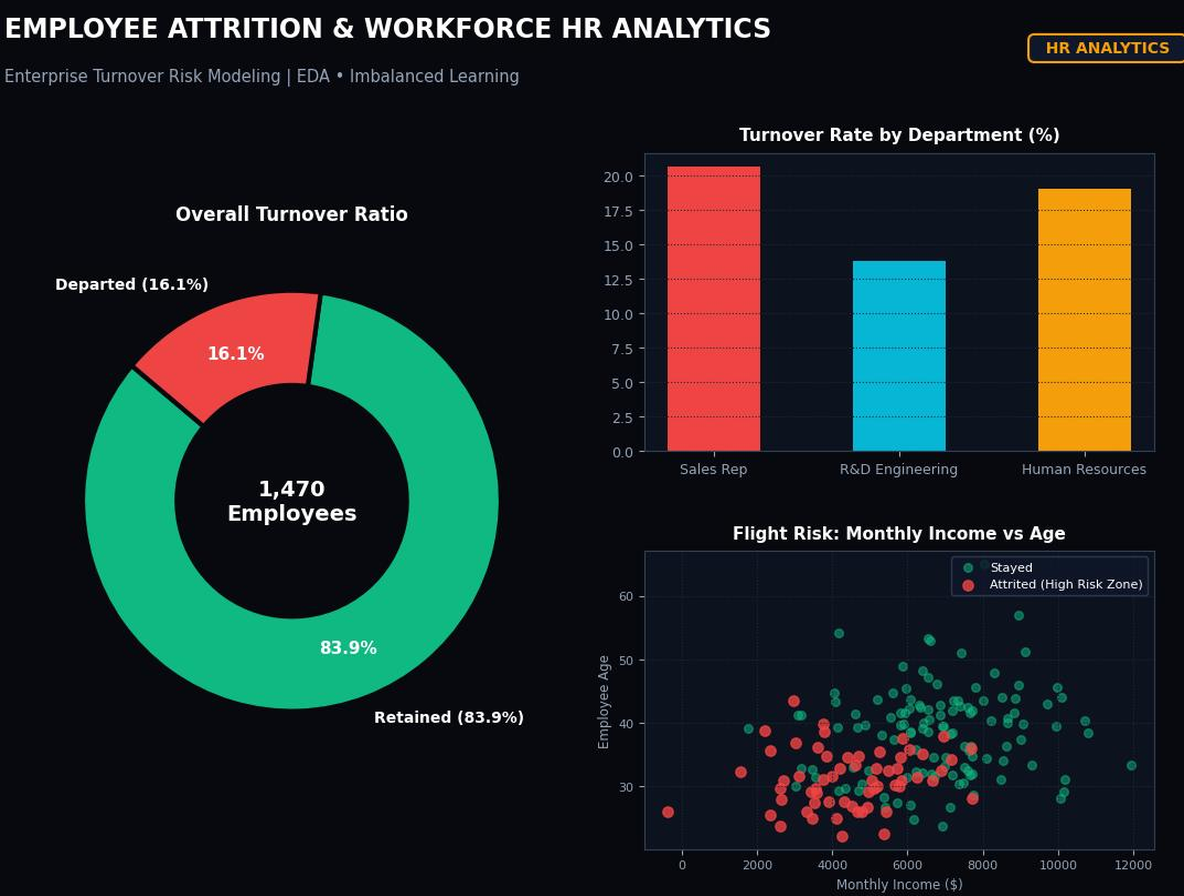 EMPLOYEE ATTRITION & WORKFORCE HR ANALYTICS
HR ANALYTICS
Enterprise Turnover Risk Modeling | EDA • Imbalanced Learning
Overall Turnover Ratio
Departed (16.1%)
16.1%
1,470
Employees
83.9%
Retained (83.9%)
Turnover Rate by Department (%)
20.0
17.5
15.0
12.5
10.0
7.5
5.0
2.5
0.0
Sales Rep
R&D Engineering
Human Resources
Flight Risk: Monthly Income vs Age
Stayed
Attrited (High Risk Zone)
Employee Age
60
50
40
30
0
2000
4000
6000
8000
10000
12000
Monthly Income ($)